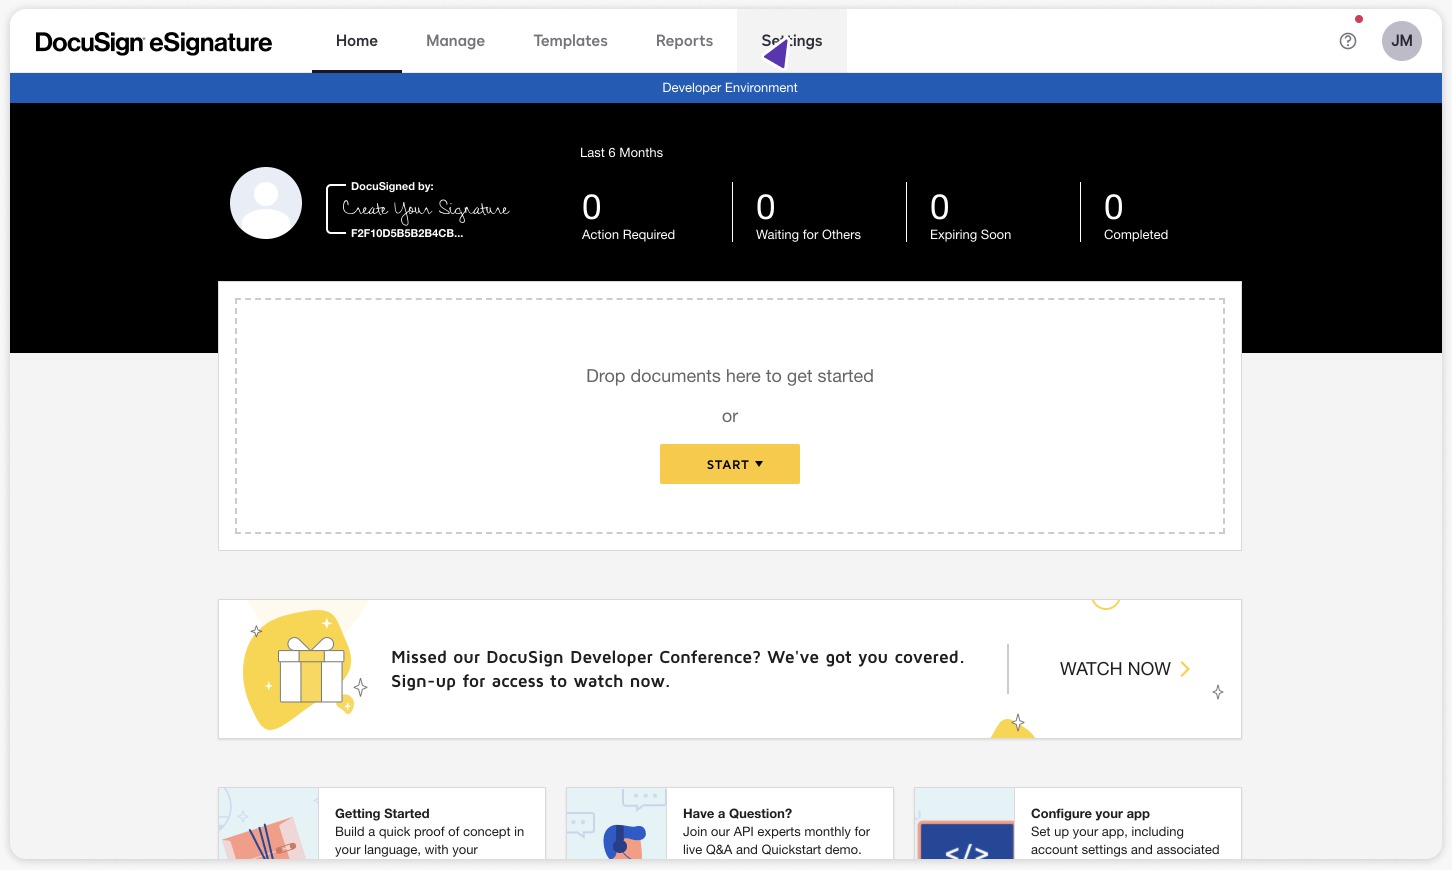 DocuSign eSignature
Home
Manage
Templates
Reports
Settings
JM
Developer Environment
DocuSigned by:
Create Your Signature
F2F10D5B5B2B4CB...
Last 6 Months
0
Action Required
0
Waiting for Others
0
Expiring Soon
0
Completed
Drop documents here to get started
or
START
Missed our DocuSign Developer Conference? We've got you covered.
Sign-up for access to watch now.
WATCH NOW
Getting Started
Build a quick proof of concept in
your language, with your
Have a Question?
Join our API experts monthly for
live Q&A and Quickstart demo.
</>
Configure your app
Set up your app, including
account settings and associated